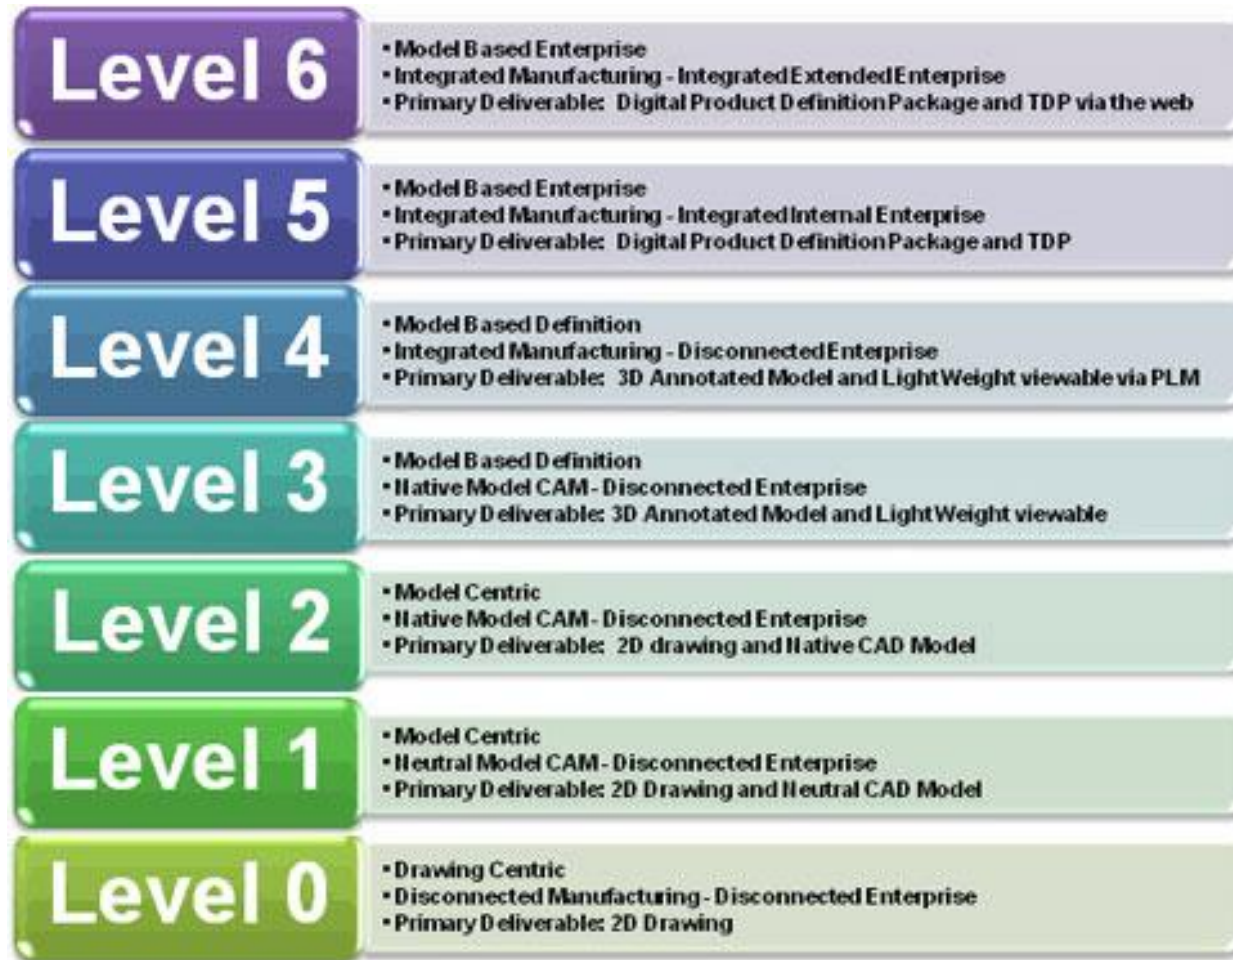 Level 6
▪ Model Based Enterprise
▪ Integrated Manufacturing - Integrated Extended Enterprise
▪ Primary Deliverable: Digital Product Definition Package and TDP via the web
Level 5
▪ Model Based Enterprise
▪ Integrated Manufacturing - Integrated Internal Enterprise
▪ Primary Deliverable: Digital Product Definition Package and TDP
Level 4
▪ Model Based Definition
▪ Integrated Manufacturing - Disconnected Enterprise
▪ Primary Deliverable: 3D Annotated Model and Light Weight viewable via PLM
Level 3
▪ Model Based Definition
▪ Native Model CAM - Disconnected Enterprise
▪ Primary Deliverable: 3D Annotated Model and Light Weight viewable
Level 2
▪ Model Centric
▪ Native Model CAM - Disconnected Enterprise
▪ Primary Deliverable: 2D drawing and Native CAD Model
Level 1
▪ Model Centric
▪ Neutral Model CAM - Disconnected Enterprise
▪ Primary Deliverable: 2D Drawing and Neutral CAD Model
Level 0
▪ Drawing Centric
▪ Disconnected Manufacturing - Disconnected Enterprise
▪ Primary Deliverable: 2D Drawing